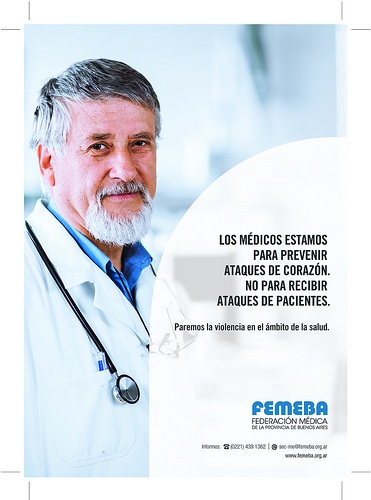 LOS MÉDICOS ESTAMOS
PARA PREVENIR
ATAQUES DE CORAZÓN.
NO PARA RECIBIR
ATAQUES DE PACIENTES.
Paremos la violencia en el ámbito de la salud.
FEMEBA
FEDERACIÓN MÉDICA
DE LA PROVINCIA DE BUENOS AIRES
Informes: ☎(0221) 439 1362 | @ sec-me@femeba.org.ar
www.femeba.org.ar